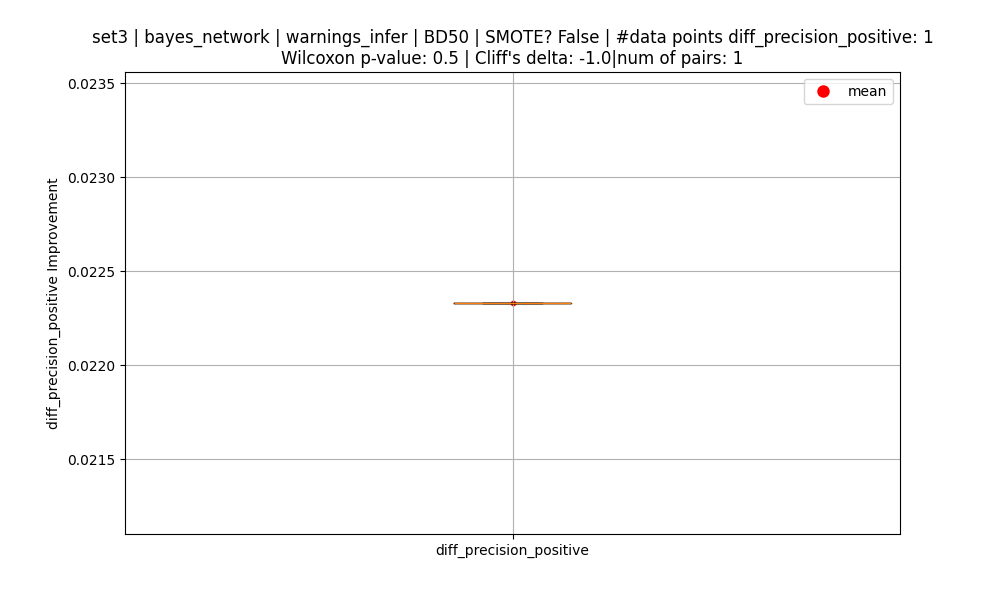 set3 | bayes_network | warnings_infer | BD50 | SMOTE? False | #data points diff_precision_positive: 1
Wilcoxon p-value: 0.5 | Cliff's delta: -1.0|num of pairs: 1
mean
0.0235
0.0230
0.0225
0.0220
0.0215
diff_precision_positive Improvement
diff_precision_positive